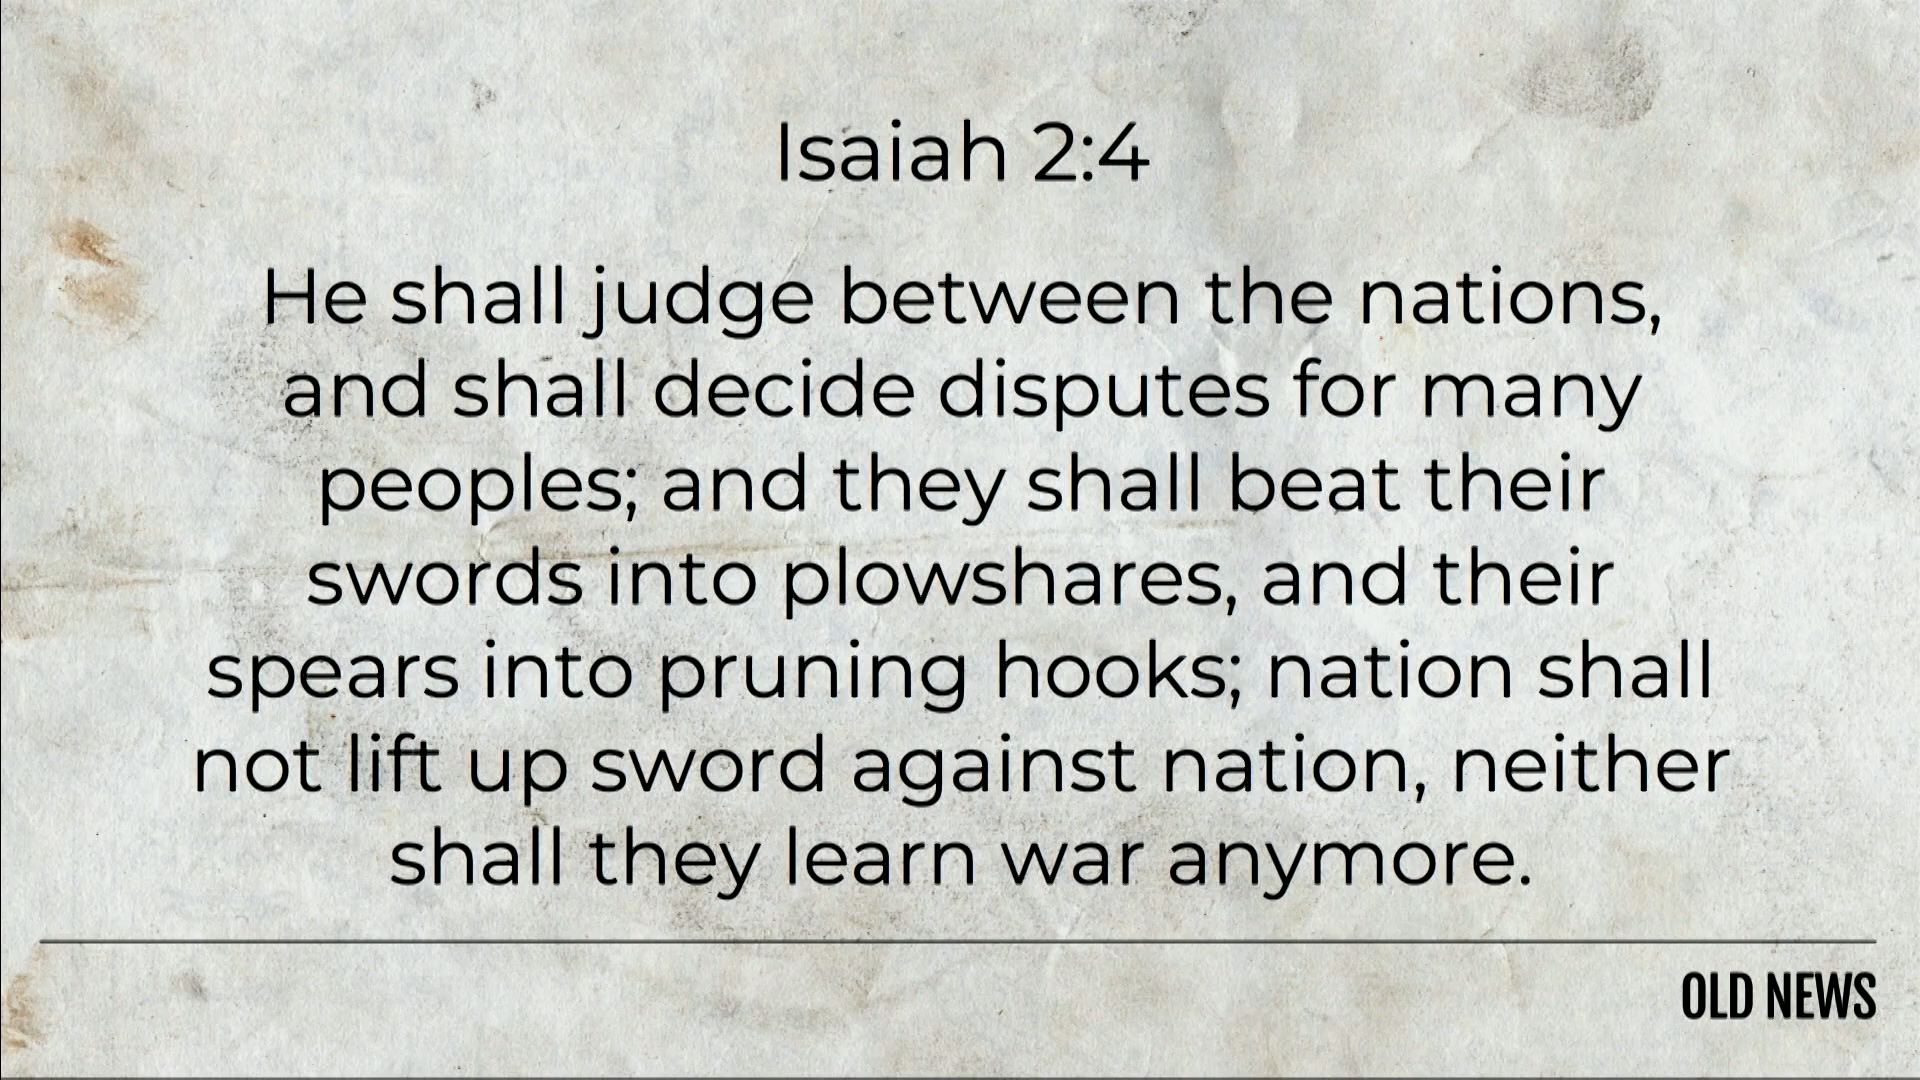 Isaiah 2:4
He shall judge between the nations,
and shall decide disputes for many
peoples; and they shall beat their
swords into plowshares, and their
spears into pruning hooks; nation shall
not lift up sword against nation, neither
shall they learn war anymore.
OLD NEWS